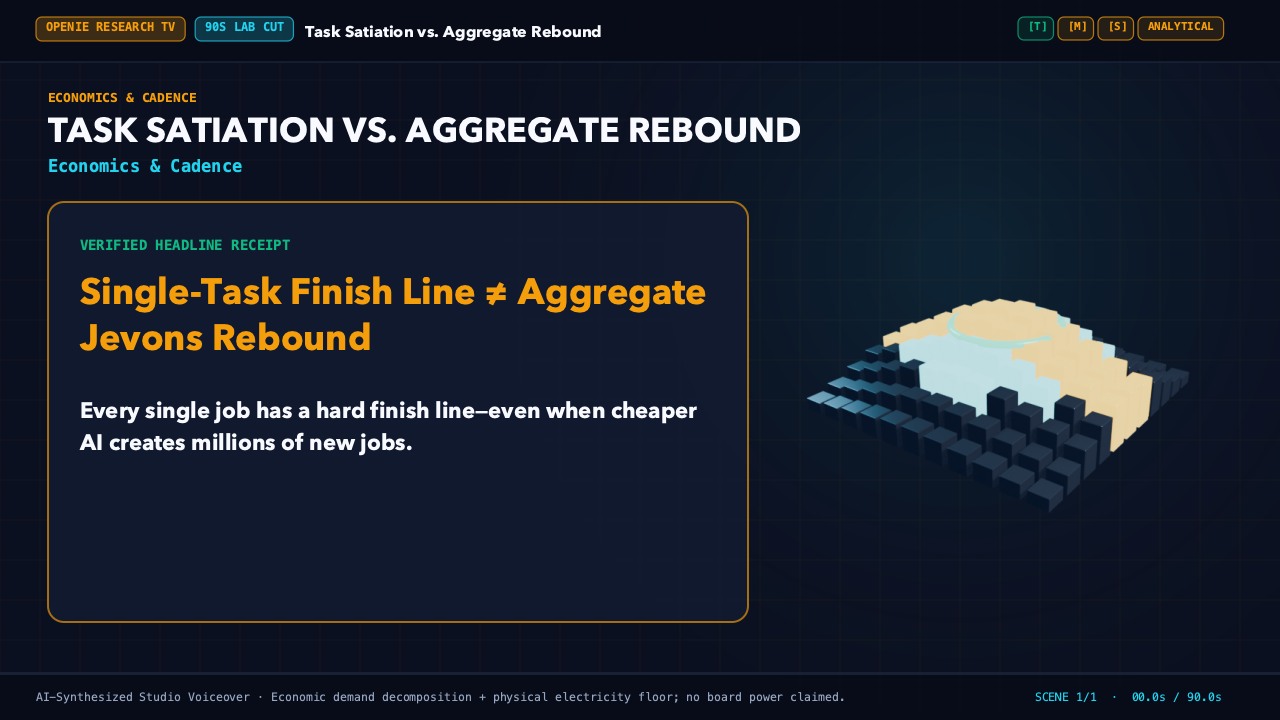 OPENIE RESEARCH TV
90S LAB CUT
Task Satiation vs. Aggregate Rebound
[T]
[M]
[S]
ANALYTICAL
ECONOMICS & CADENCE
TASK SATIATION VS. AGGREGATE REBOUND
Economics & Cadence
VERIFIED HEADLINE RECEIPT
Single-Task Finish Line ≠ Aggregate
Jevons Rebound
Every single job has a hard finish line—even when cheaper
AI creates millions of new jobs.
AI-Synthesized Studio Voiceover · Economic demand decomposition + physical electricity floor; no board power claimed.
SCENE 1/1 · 00.0s / 90.0s